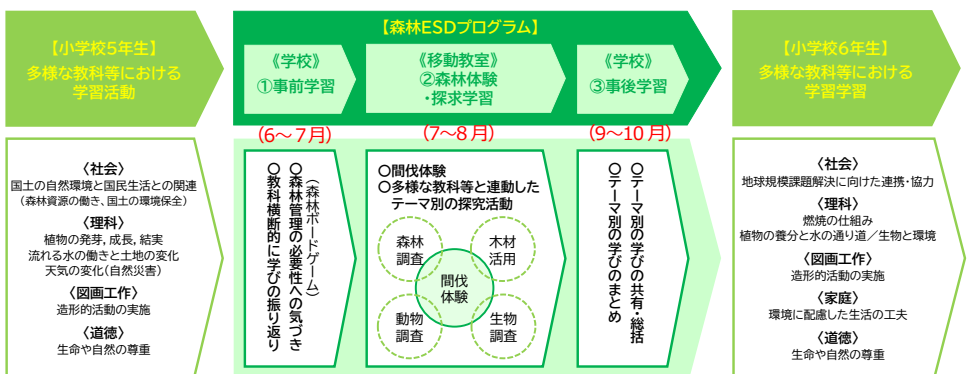 【小学校5年生】
多様な教科等における
学習活動
【森林ESDプログラム】
《学校》
①事前学習
《移動教室》
②森林体験
・探求学習
《学校》
③事後学習
【小学校6年生】
多様な教科等における
学習学習
(6~7月)
(7~8月)
(9~10月)
〈社会〉
国土の自然環境と国民生活との関連
(森林資源の働き、国土の環境保全)
〈理科〉
植物の発芽,成長,結実
流れる水の働きと土地の変化
天気の変化(自然災害)
〈図画工作〉
造形的活動の実施
〈道徳〉
生命や自然の尊重
(森林ボードゲーム)
○森林管理の必要性への気づき
○教科横断的に学びの振り返り
○間伐体験
○多様な教科等と連動した
テーマ別の探究活動
森林
調査
木材
活用
間伐
体験
動物
調査
生物
調査
○テーマ別の学びの共有・総括
○テーマ別の学びのまとめ
〈社会〉
地球規模課題解決に向けた連携・協力
〈理科〉
燃焼の仕組み
植物の養分と水の通り道/生物と環境
〈図画工作〉
造形的活動の実施
〈家庭〉
環境に配慮した生活の工夫
〈道徳〉
生命や自然の尊重